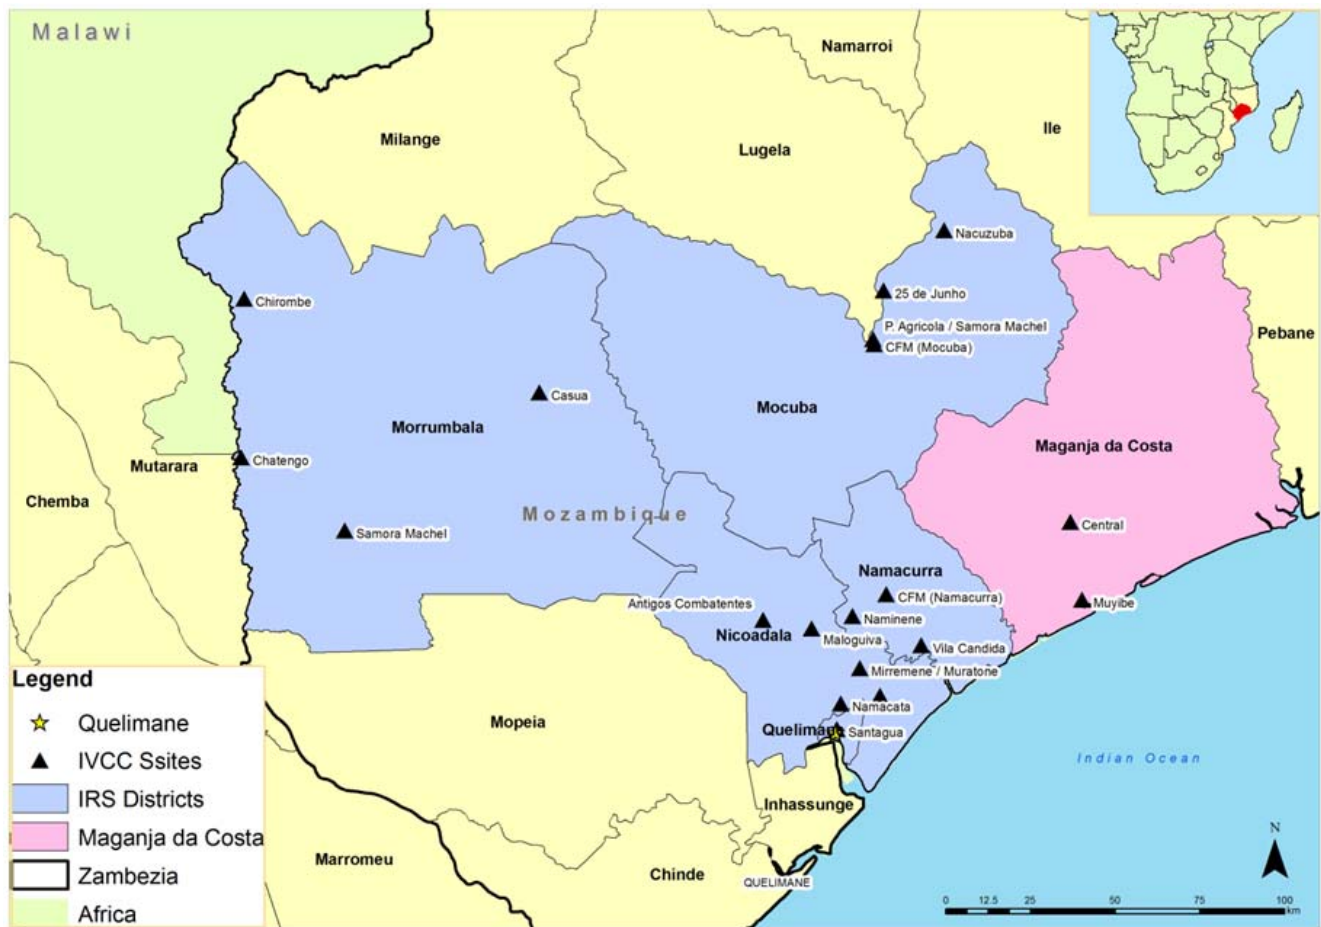 Malawi
Namarroi
Milange
Lugela
Ile
Nacuzuba
Chirombe
25 de Junho
P. Agricola / Samora Machel
CFM (Mocuba)
Pebane
Casua
Mocuba
Morrumbala
Maganja da Costa
Chatengo
Mutarara
Chemba
Mozambique
Central
Samora Machel
Namacurra
CFM (Namacurra)
Antigos Combatentes
Muyibe
Naminene
Nicoadala
Maloguiva
Vila Candida
Mirremene / Muratone
Namacata
Mopeia
Quelimane
Santagua
Indian Ocean
Inhassunge
Marromeu
Chinde
QUELIMANE
Legend
Quelimane
IVCC Ssites
IRS Districts
Maganja da Costa
Zambezia
Africa
N
0 12.5 25 50 75 100
km